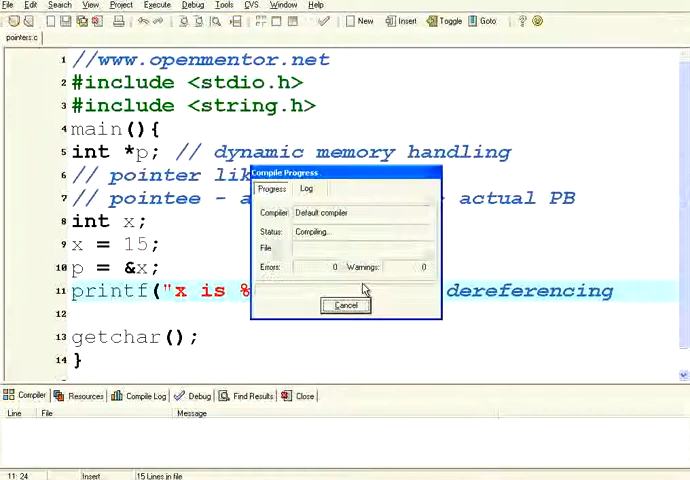 File Edit Search View Project Execute Debug Tools CVS Window Help
New Insert Toggle Goto
pointers.c
1 //www.openmentor.net
2 #include <stdio.h>
3 #include <string.h>
4 main(){
5 int *p; // dynamic memory handling
6 // pointer lik
7 // pointee - a actual PB
8 int x;
9 x = 15;
10 p = &x;
11 printf("x is % dereferencing
12
13 getchar();
14 }
Compile Progress
Progress Log
Compiler: Default compiler
Status: Compiling...
File
Errors: 0 Warnings: 0
Cancel
Compiler Resources Compile Log Debug Find Results Close
Line File Message
11: 24 Insert 15 Lines in file